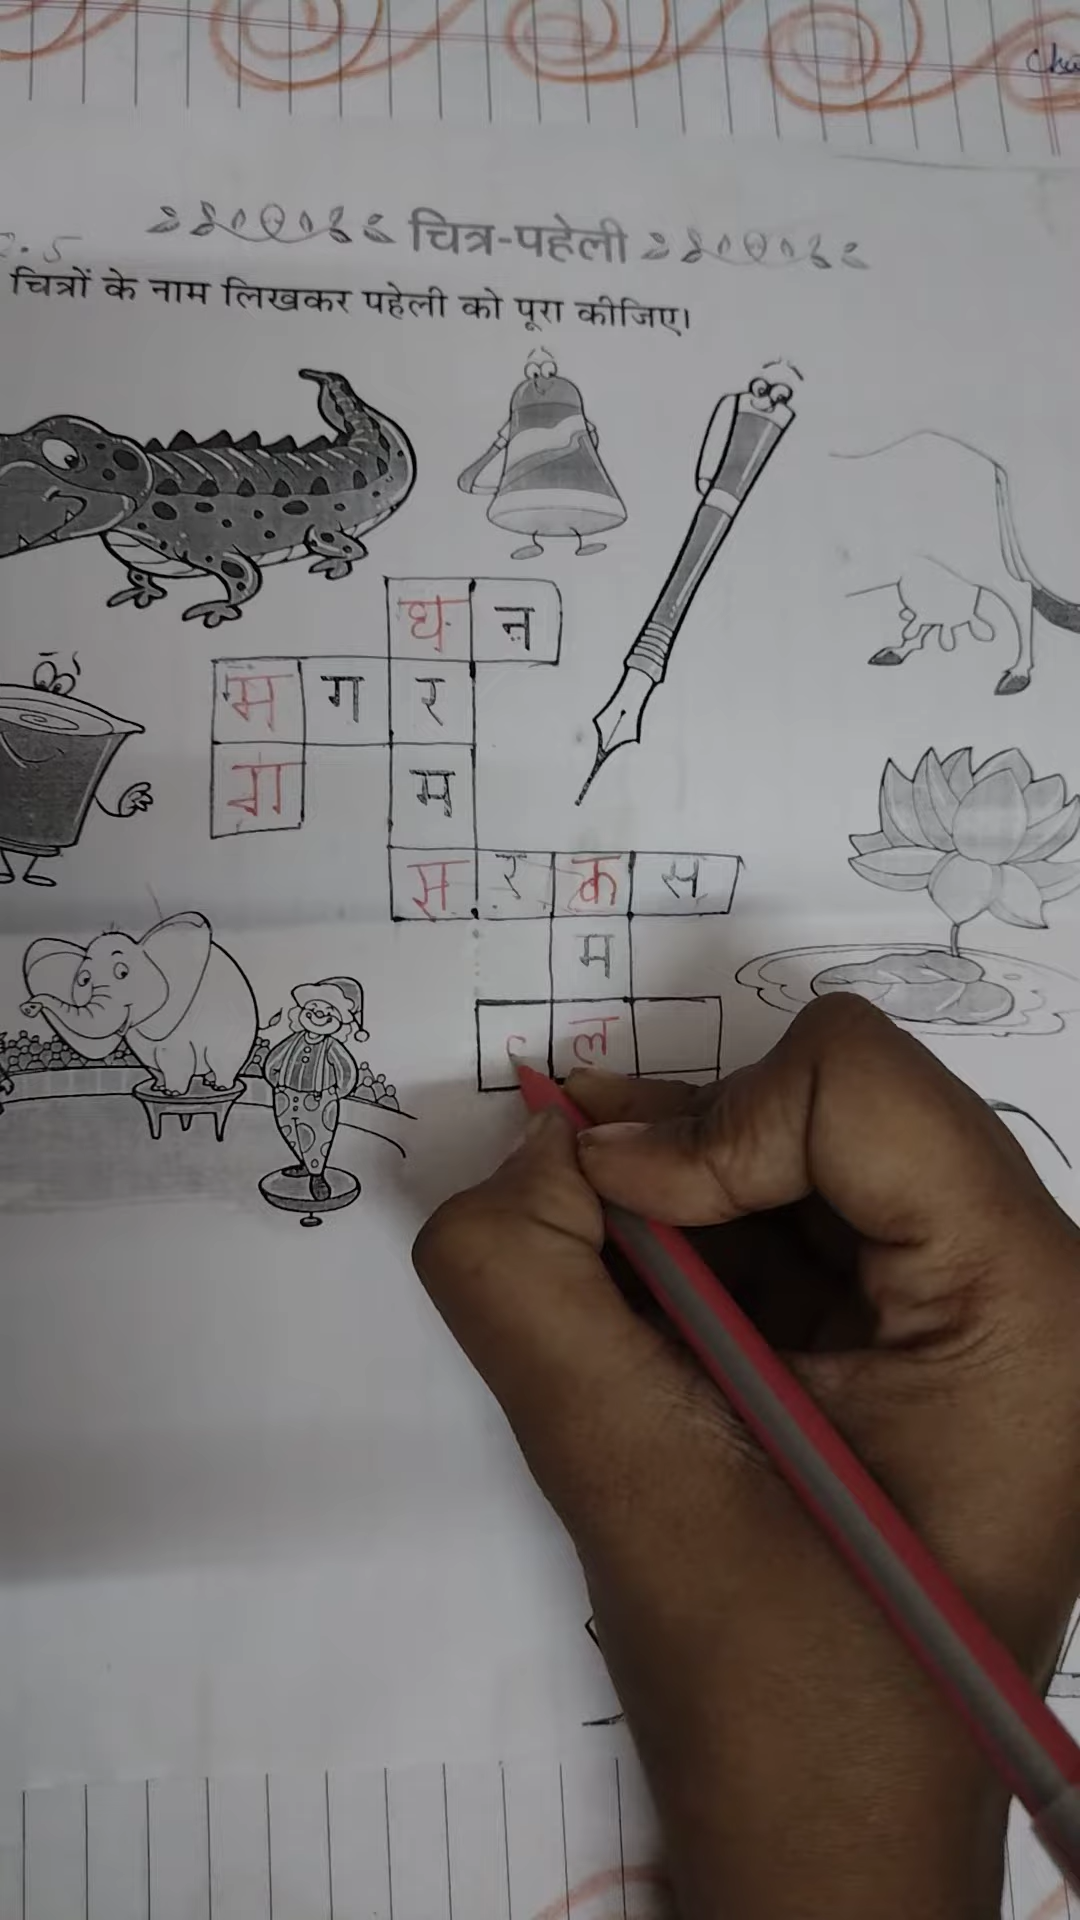 चित्र-पहेली
चित्रों के नाम लिखकर पहेली को पूरा कीजिए।
थ न
म ग र
ग म
स र क स
म
ल